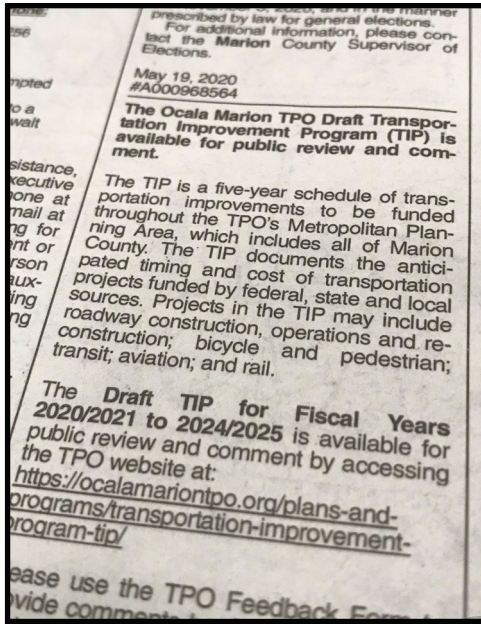 prescribed by law for general elections.
For additional information, please con-
tact the Marion County Supervisor of
Elections.
May 19, 2020
#A000968564
The Ocala Marion TPO Draft Transpor-
tation Improvement Program (TIP) is
available for public review and com-
ment.
The TIP is a five-year schedule of trans-
portation improvements to be funded
throughout the TPO's Metropolitan Plan-
ning Area, which includes all of Marion
County. The TIP documents the antici-
pated timing and cost of transportation
projects funded by federal, state and local
sources. Projects in the TIP may include
roadway construction, operations and re-
construction; bicycle and pedestrian;
transit; aviation; and rail.
The Draft TIP for Fiscal Years
2020/2021 to 2024/2025 is available for
public review and comment by accessing
the TPO website at:
https://ocalamariontpo.org/plans-and-
programs/transportation-improvement-
program-tip/
ease use the TPO Feedback Form
vide comments